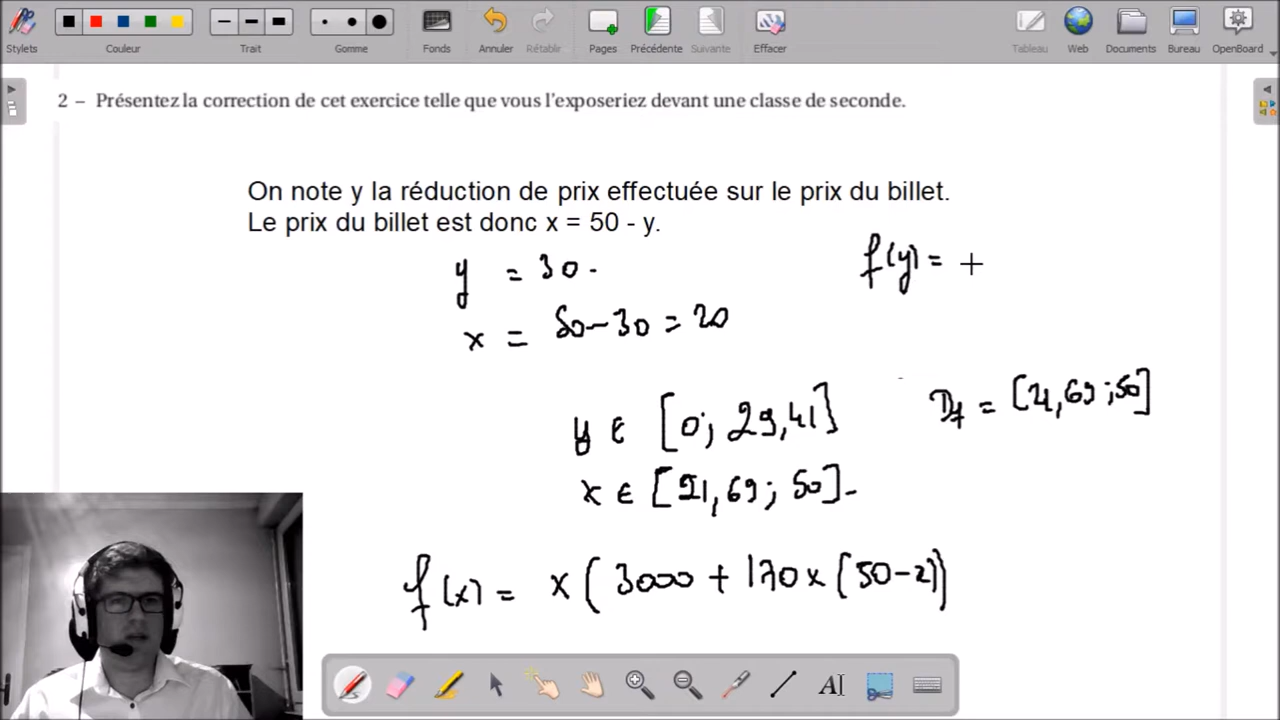 Stylets Couleur Trait Gomme Fonds Annuler Rétablir Pages Précédente Suivante Effacer Tableau Web Documents Bureau OpenBoard
2 – Présentez la correction de cet exercice telle que vous l'exposeriez devant une classe de seconde.
On note y la réduction de prix effectuée sur le prix du billet.
Le prix du billet est donc x = 50 - y.
y = 30.
f(y) =
x = 50-30 = 20
y ∈ [0; 29,41]
Df = [21,69 ; 50]
x ∈ [21,69 ; 50].
f(x) = x(3000 + 170x(50-x))
AI